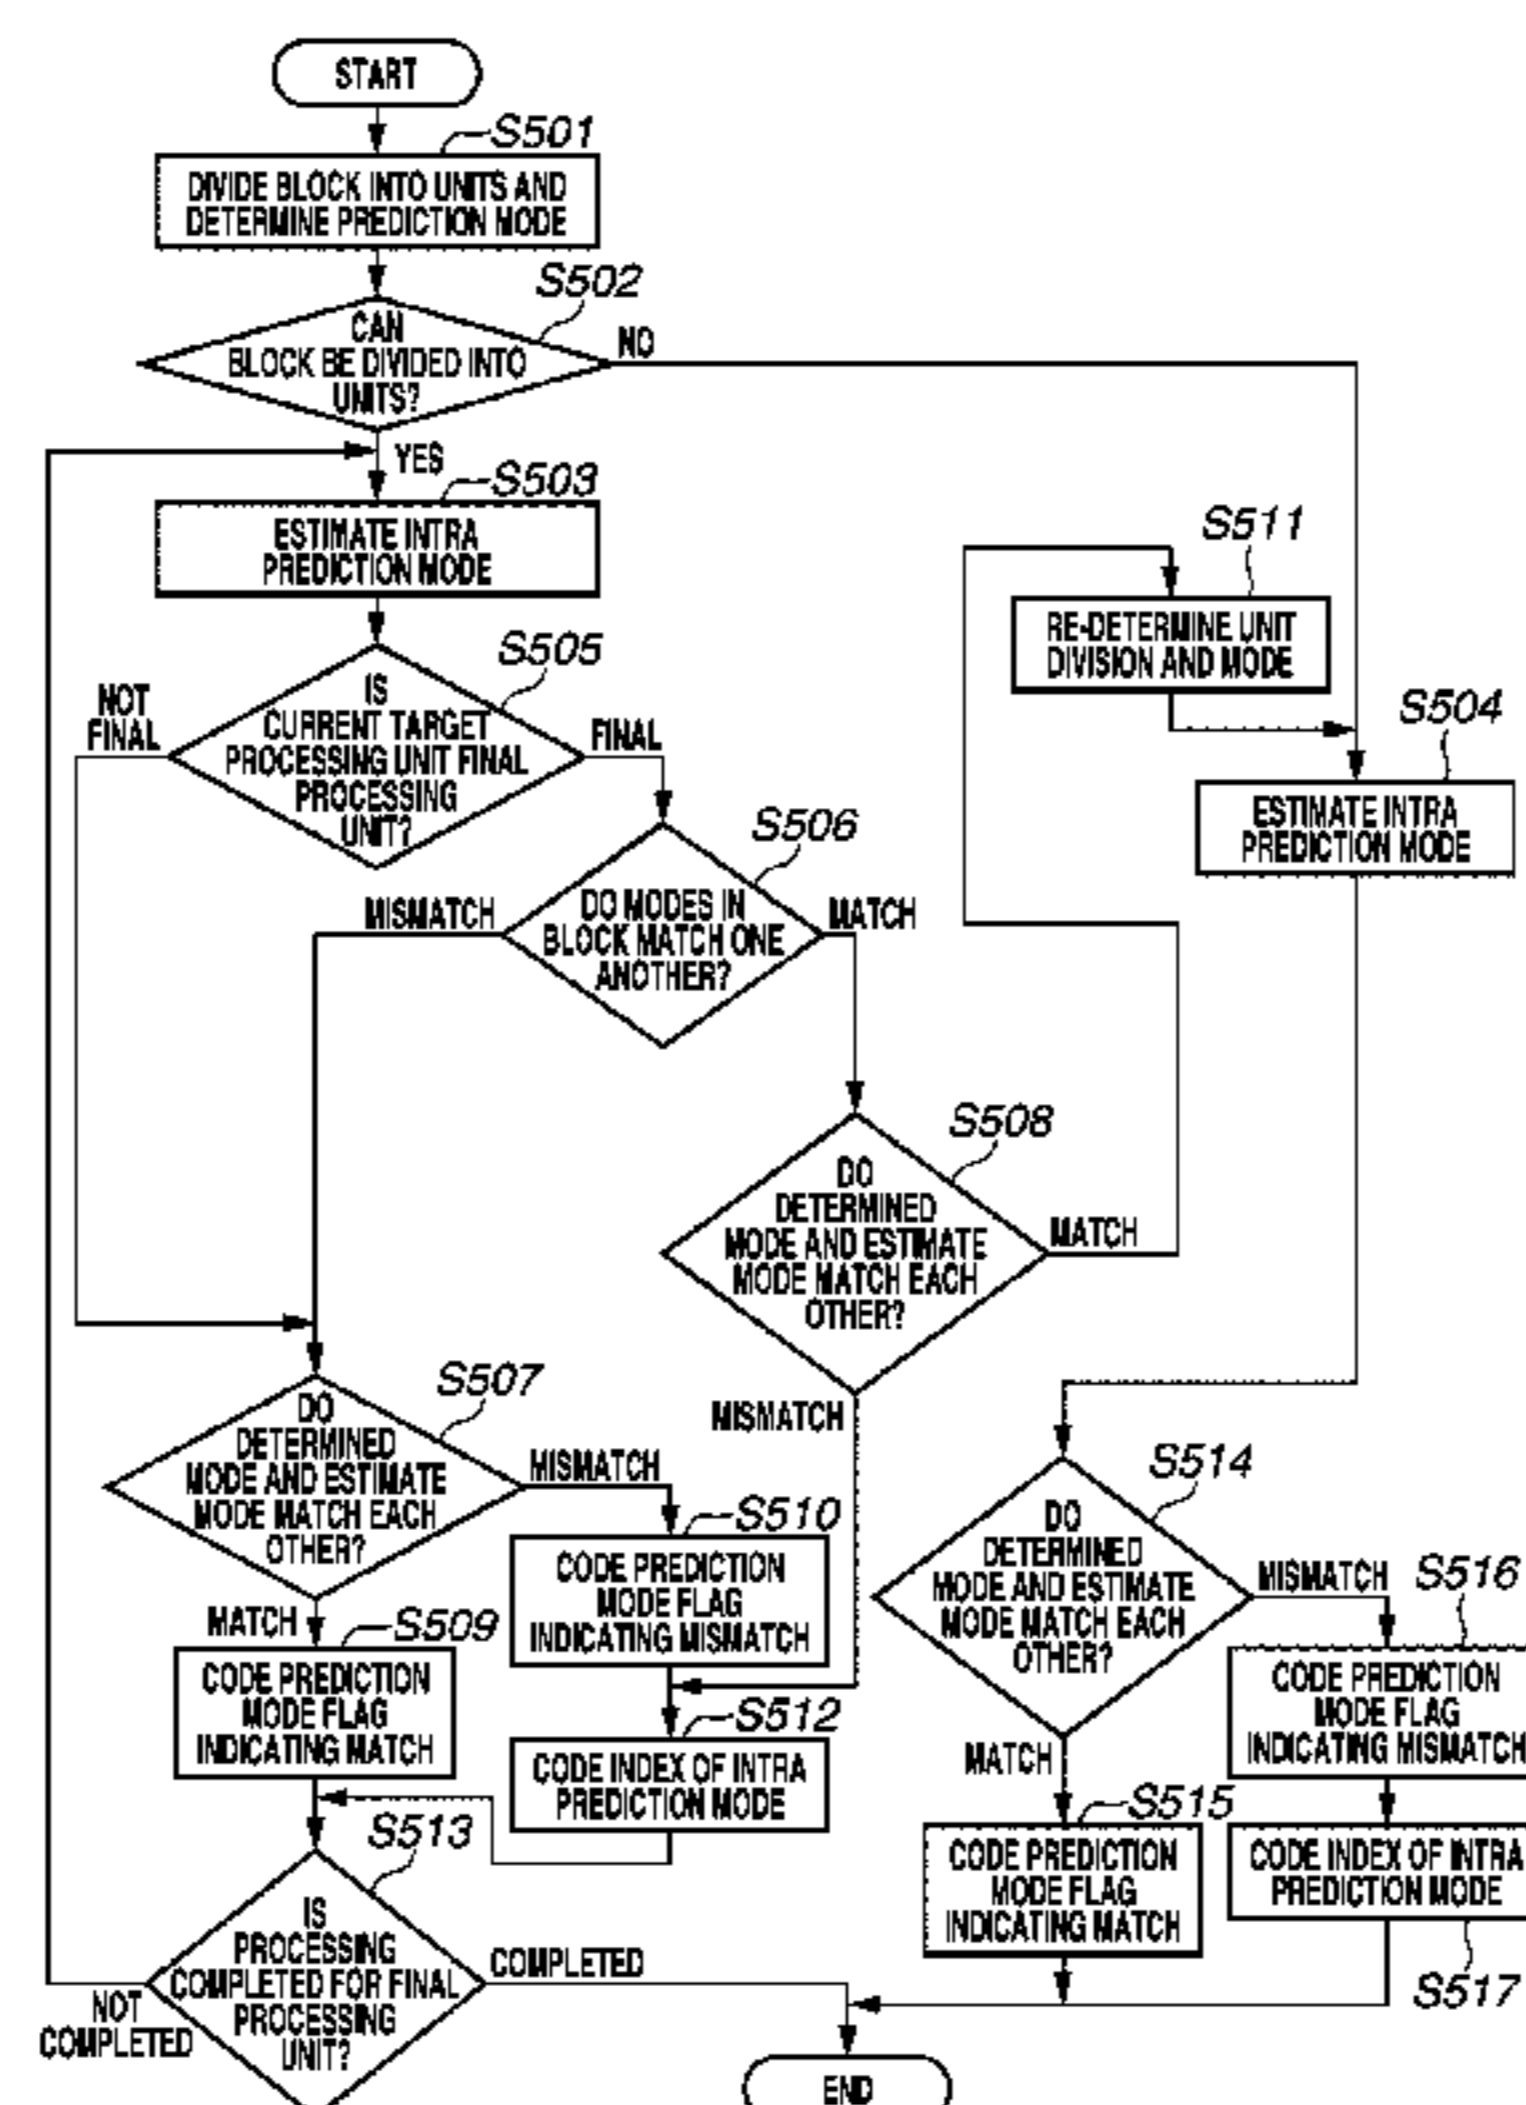 START
S501
DIVIDE BLOCK INTO UNITS AND
DETERMINE PREDICTION MODE
S502
CAN
BLOCK BE DIVIDED INTO
UNITS?
NO
YES
S503
ESTIMATE INTRA
PREDICTION MODE
S511
RE-DETERMINE UNIT
DIVISION AND MODE
S505
IS
CURRENT TARGET
PROCESSING UNIT FINAL
PROCESSING
UNIT?
NOT
FINAL
FINAL
S504
ESTIMATE INTRA
PREDICTION MODE
S506
DO MODES IN
BLOCK MATCH ONE
ANOTHER?
MISMATCH
MATCH
S508
DO
DETERMINED
MODE AND ESTIMATE
MODE MATCH EACH
OTHER?
MATCH
MISMATCH
S507
DO
DETERMINED
MODE AND ESTIMATE
MODE MATCH EACH
OTHER?
MISMATCH
S510
CODE PREDICTION
MODE FLAG
INDICATING MISMATCH
MATCH
S509
CODE PREDICTION
MODE FLAG
INDICATING MATCH
S512
CODE INDEX OF INTRA
PREDICTION MODE
S514
DO
DETERMINED
MODE AND ESTIMATE
MODE MATCH EACH
OTHER?
MISMATCH
S516
CODE PREDICTION
MODE FLAG
INDICATING MISMATCH
MATCH
S515
CODE PREDICTION
MODE FLAG
INDICATING MATCH
CODE INDEX OF INTRA
PREDICTION MODE
S517
S513
IS
PROCESSING
COMPLETED FOR FINAL
PROCESSING
UNIT?
COMPLETED
NOT
COMPLETED
END